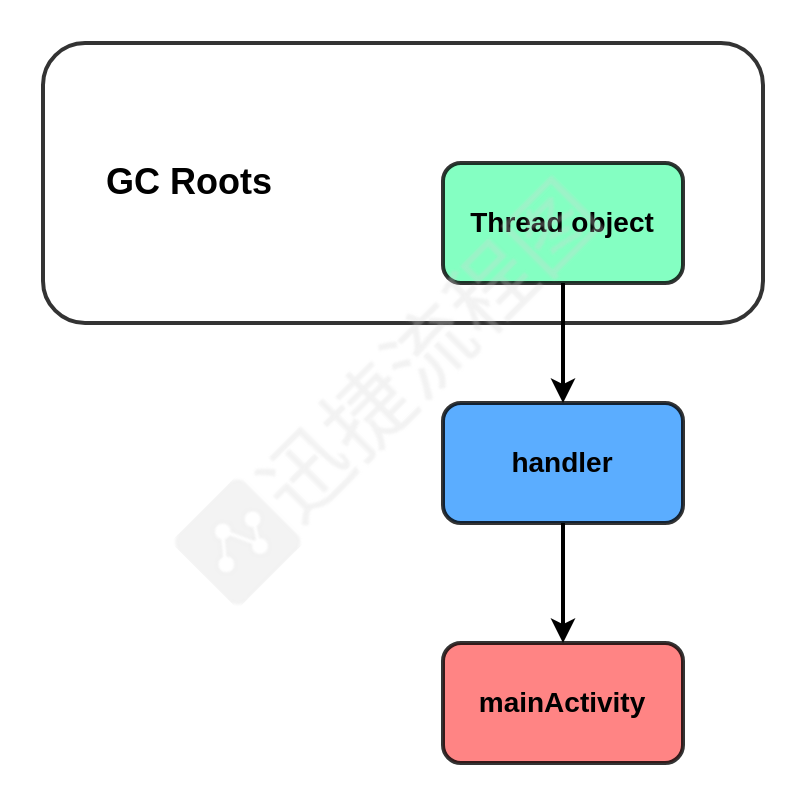 GC Roots
Thread object
handler
mainActivity
迅捷流程图